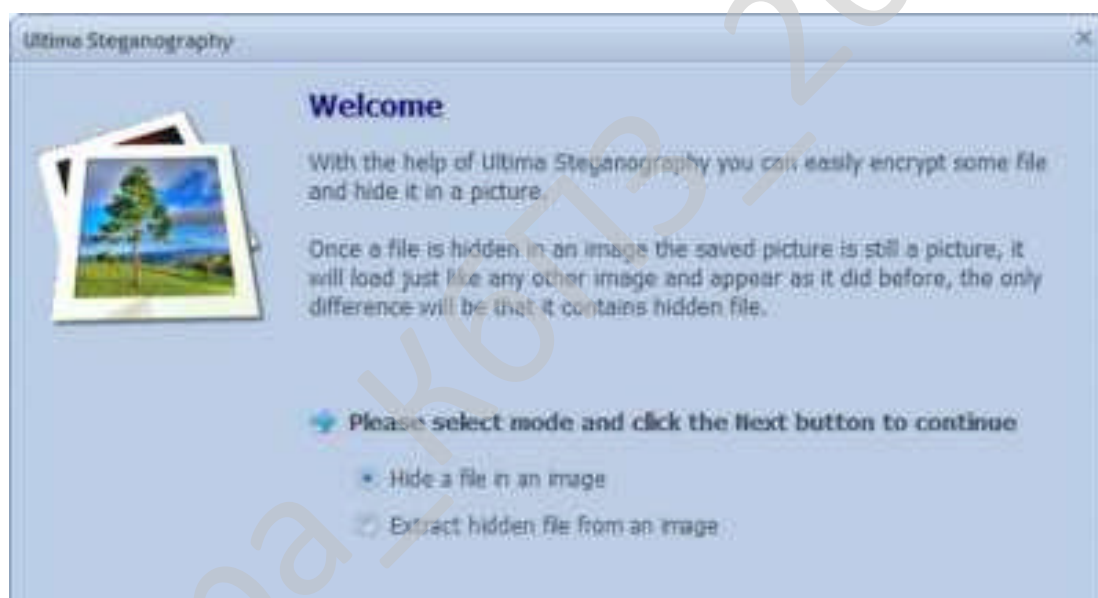 Ultima Steganography
Welcome
With the help of Ultima Steganography you can easily encrypt some file
and hide it in a picture.
Once a file is hidden in an image the saved picture is still a picture, it
will load just like any other image and appear as it did before, the only
difference will be that it contains hidden file.
Please select mode and click the Next button to continue
Hide a file in an image
Extract hidden file from an image